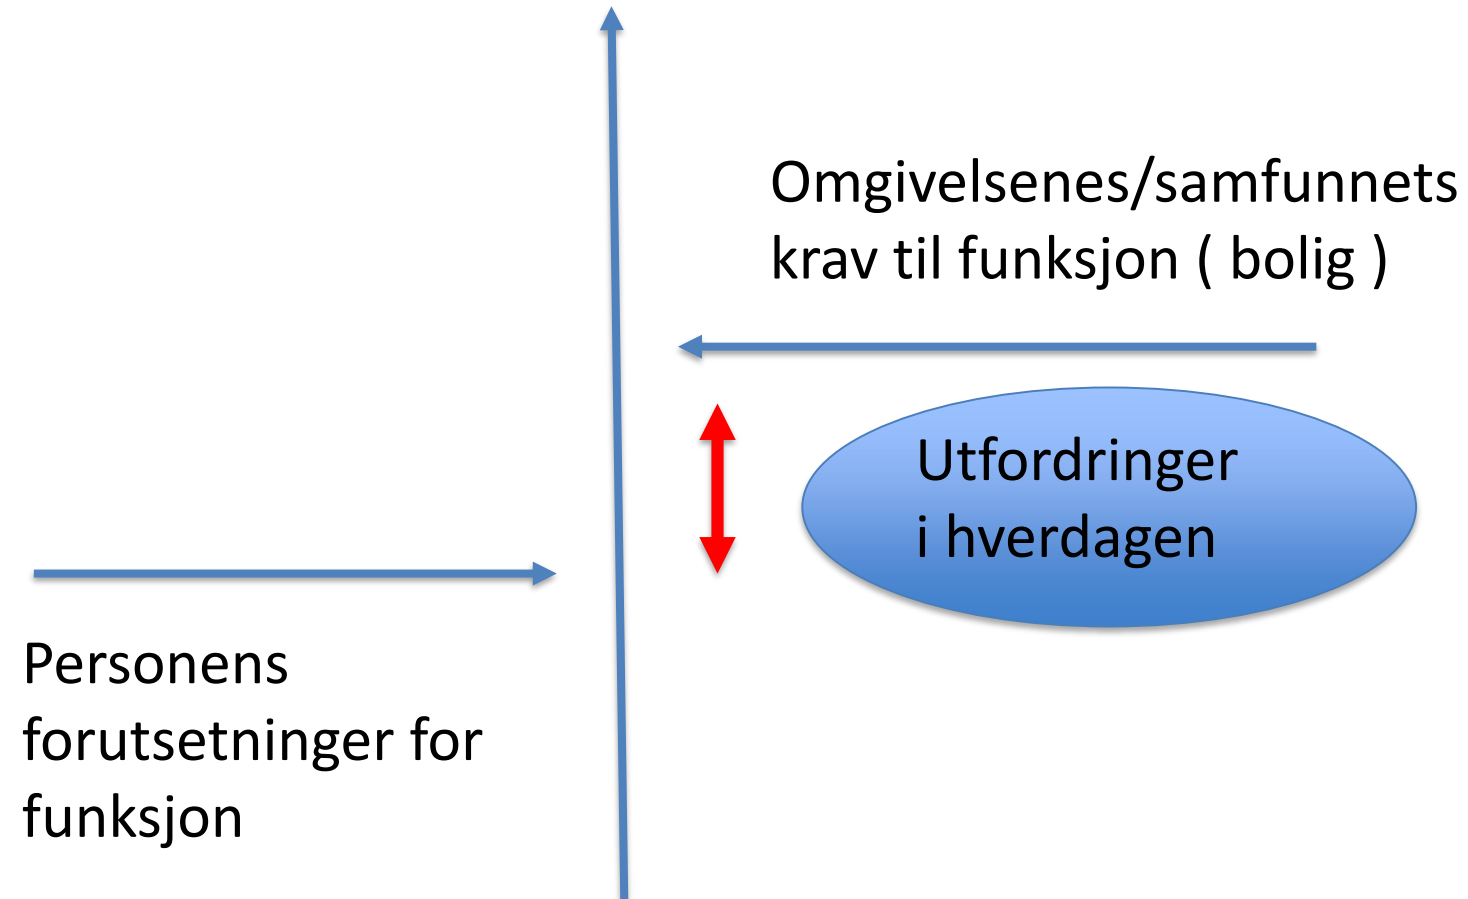 Omgivelsenes/samfunnets
krav til funksjon ( bolig )
Utfordringer
i hverdagen
Personens
forutsetninger for
funksjon